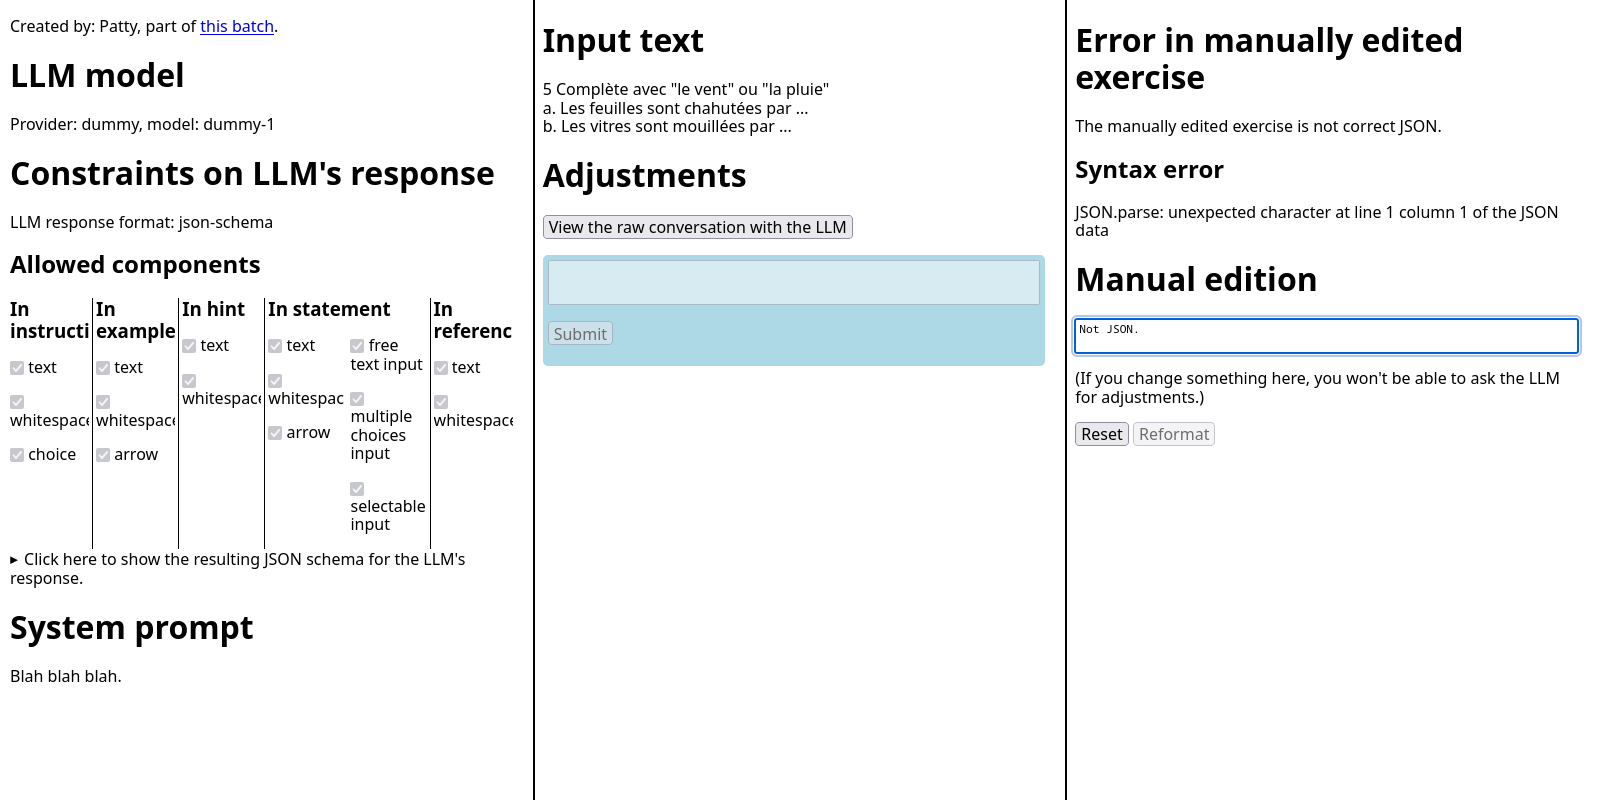 Created by: Patty, part of this batch.
LLM model
Provider: dummy, model: dummy-1
Constraints on LLM's response
LLM response format: json-schema
Allowed components
In
instructi
text
whitespace
choice
In
example
text
whitespace
arrow
In hint
text
whitespace
In statement
text
whitespac
arrow
free
text input
multiple
choices
input
selectable
input
In
referenc
text
whitespace
▸ Click here to show the resulting JSON schema for the LLM's
response.
System prompt
Blah blah blah.
Input text
5 Complète avec "le vent" ou "la pluie"
a. Les feuilles sont chahutées par ...
b. Les vitres sont mouillées par ...
Adjustments
View the raw conversation with the LLM
Submit
Error in manually edited
exercise
The manually edited exercise is not correct JSON.
Syntax error
JSON.parse: unexpected character at line 1 column 1 of the JSON
data
Manual edition
Not JSON.
(If you change something here, you won't be able to ask the LLM
for adjustments.)
Reset Reformat